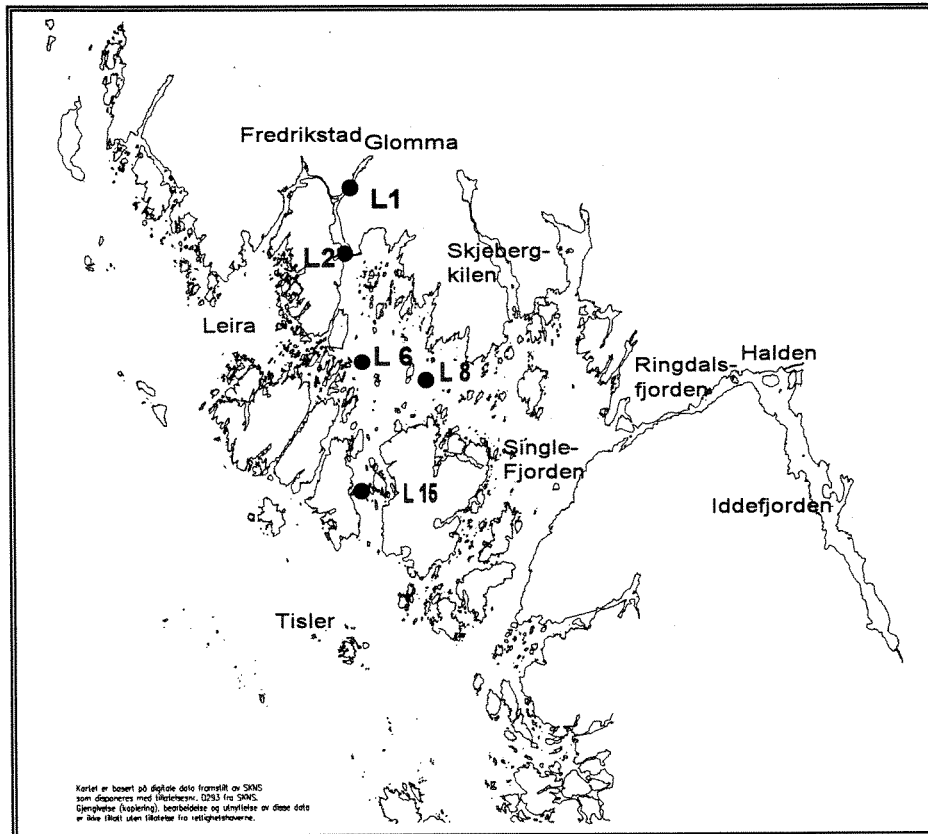 Fredrikstad
Glomma
L1
L2
Skjeberg-
kilen
Leira
L 6
L 8
Ringdals-
fjorden
Halden
Single-
Fjorden
L 15
Iddefjorden
Tisler
Kartet er basert på digitale data framstilt av SKNS
som disponeres med tillatelsesnr. 0293 fra SKNS.
Gjengivelse (kopiering), bearbeidelse og utnyttelse av disse data
er ikke tillatt uten tillatelse fra rettighetshaverne.